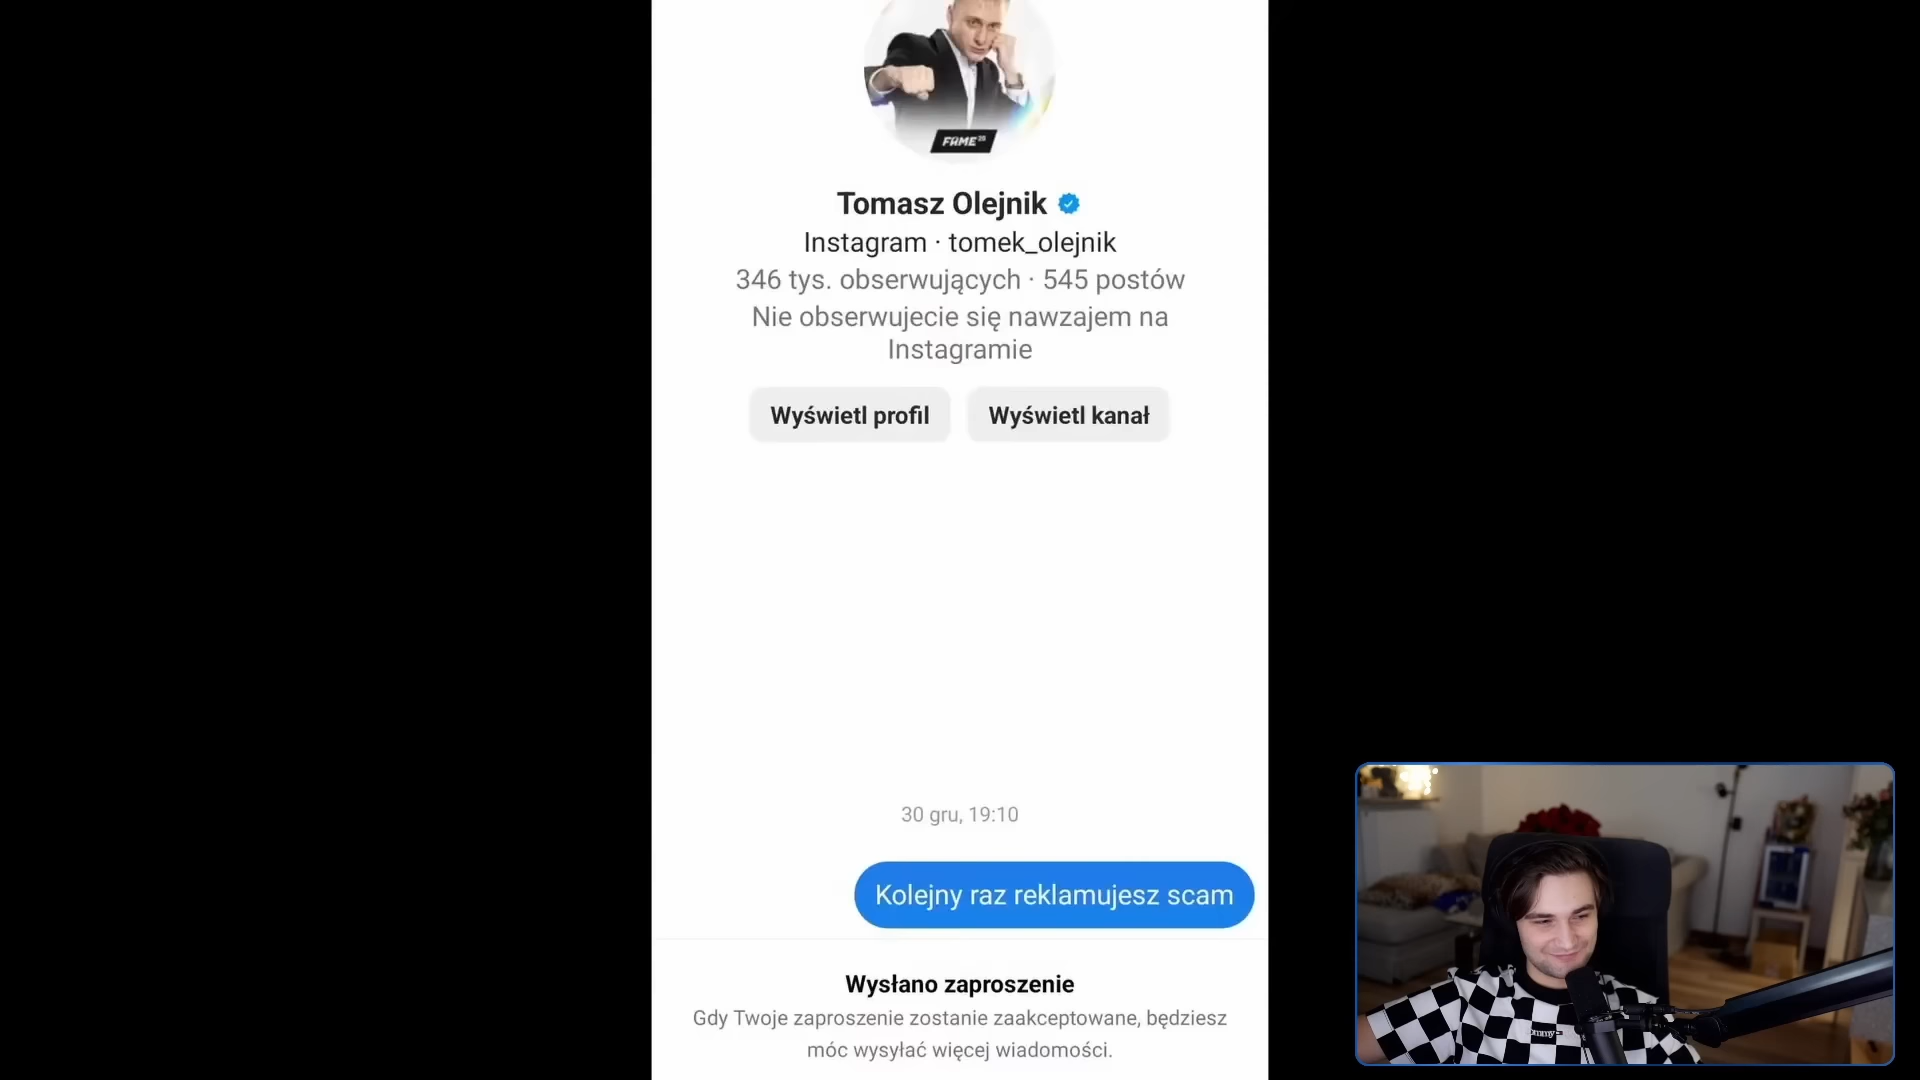 FAME
Tomasz Olejnik
Instagram · tomek_olejnik
346 tys. obserwujących · 545 postów
Nie obserwujecie się nawzajem na
Instagramie
Wyświetl profil Wyświetl kanał
30 gru, 19:10
Kolejny raz reklamujesz scam
Wysłano zaproszenie
Gdy Twoje zaproszenie zostanie zaakceptowane, będziesz
móc wysyłać więcej wiadomości.